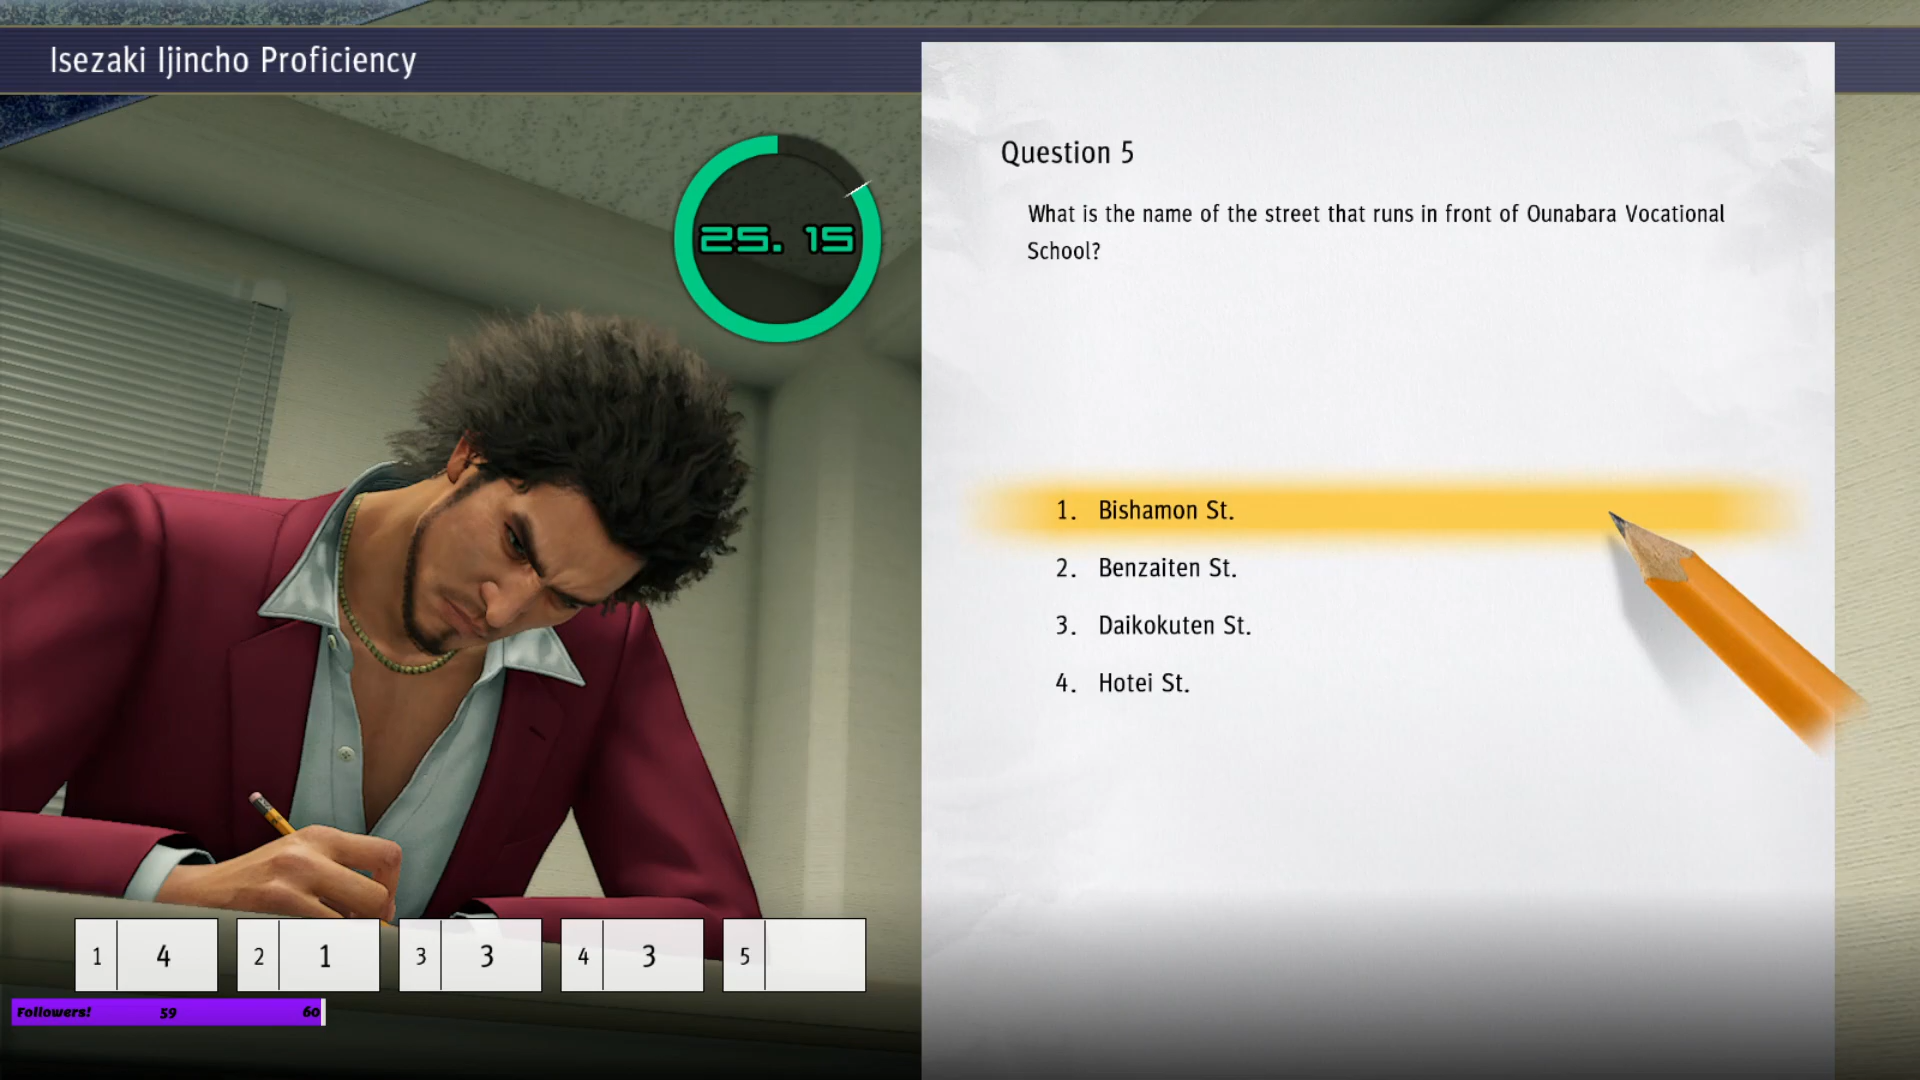 Isezaki Ijincho Proficiency
25. 15
Question 5
What is the name of the street that runs in front of Ounabara Vocational
School?
1. Bishamon St.
2. Benzaiten St.
3. Daikokuten St.
4. Hotei St.
1 4 2 1 3 3 4 3 5
Followers! 59 60